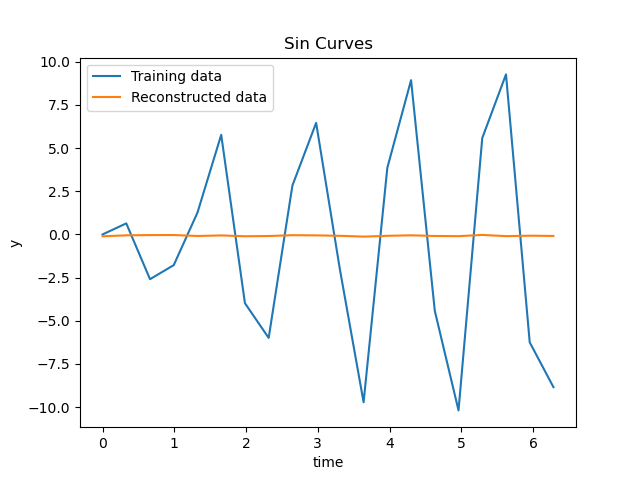 Sin Curves
Training data
Reconstructed data
10.0
7.5
5.0
2.5
0.0
−2.5
−5.0
−7.5
−10.0
y
0 1 2 3 4 5 6
time